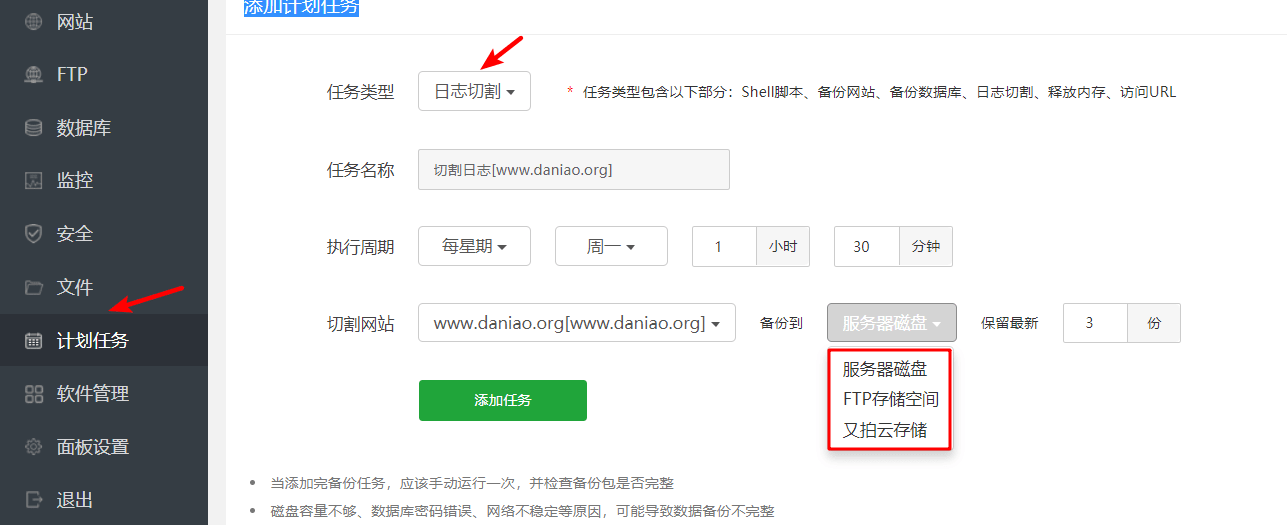 网站
FTP
数据库
监控
安全
文件
计划任务
软件管理
面板设置
退出
添加计划任务
任务类型 日志切割 * 任务类型包含以下部分：Shell脚本、备份网站、备份数据库、日志切割、释放内存、访问URL
任务名称 切割日志[www.daniao.org]
执行周期 每星期 周一 1 小时 30 分钟
切割网站 www.daniao.org[www.daniao.org] 备份到 服务器磁盘 保留最新 3 份
服务器磁盘
FTP存储空间
又拍云存储
添加任务
当添加完备份任务，应该手动运行一次，并检查备份包是否完整
磁盘容量不够、数据库密码错误、网络不稳定等原因，可能导致数据备份不完整